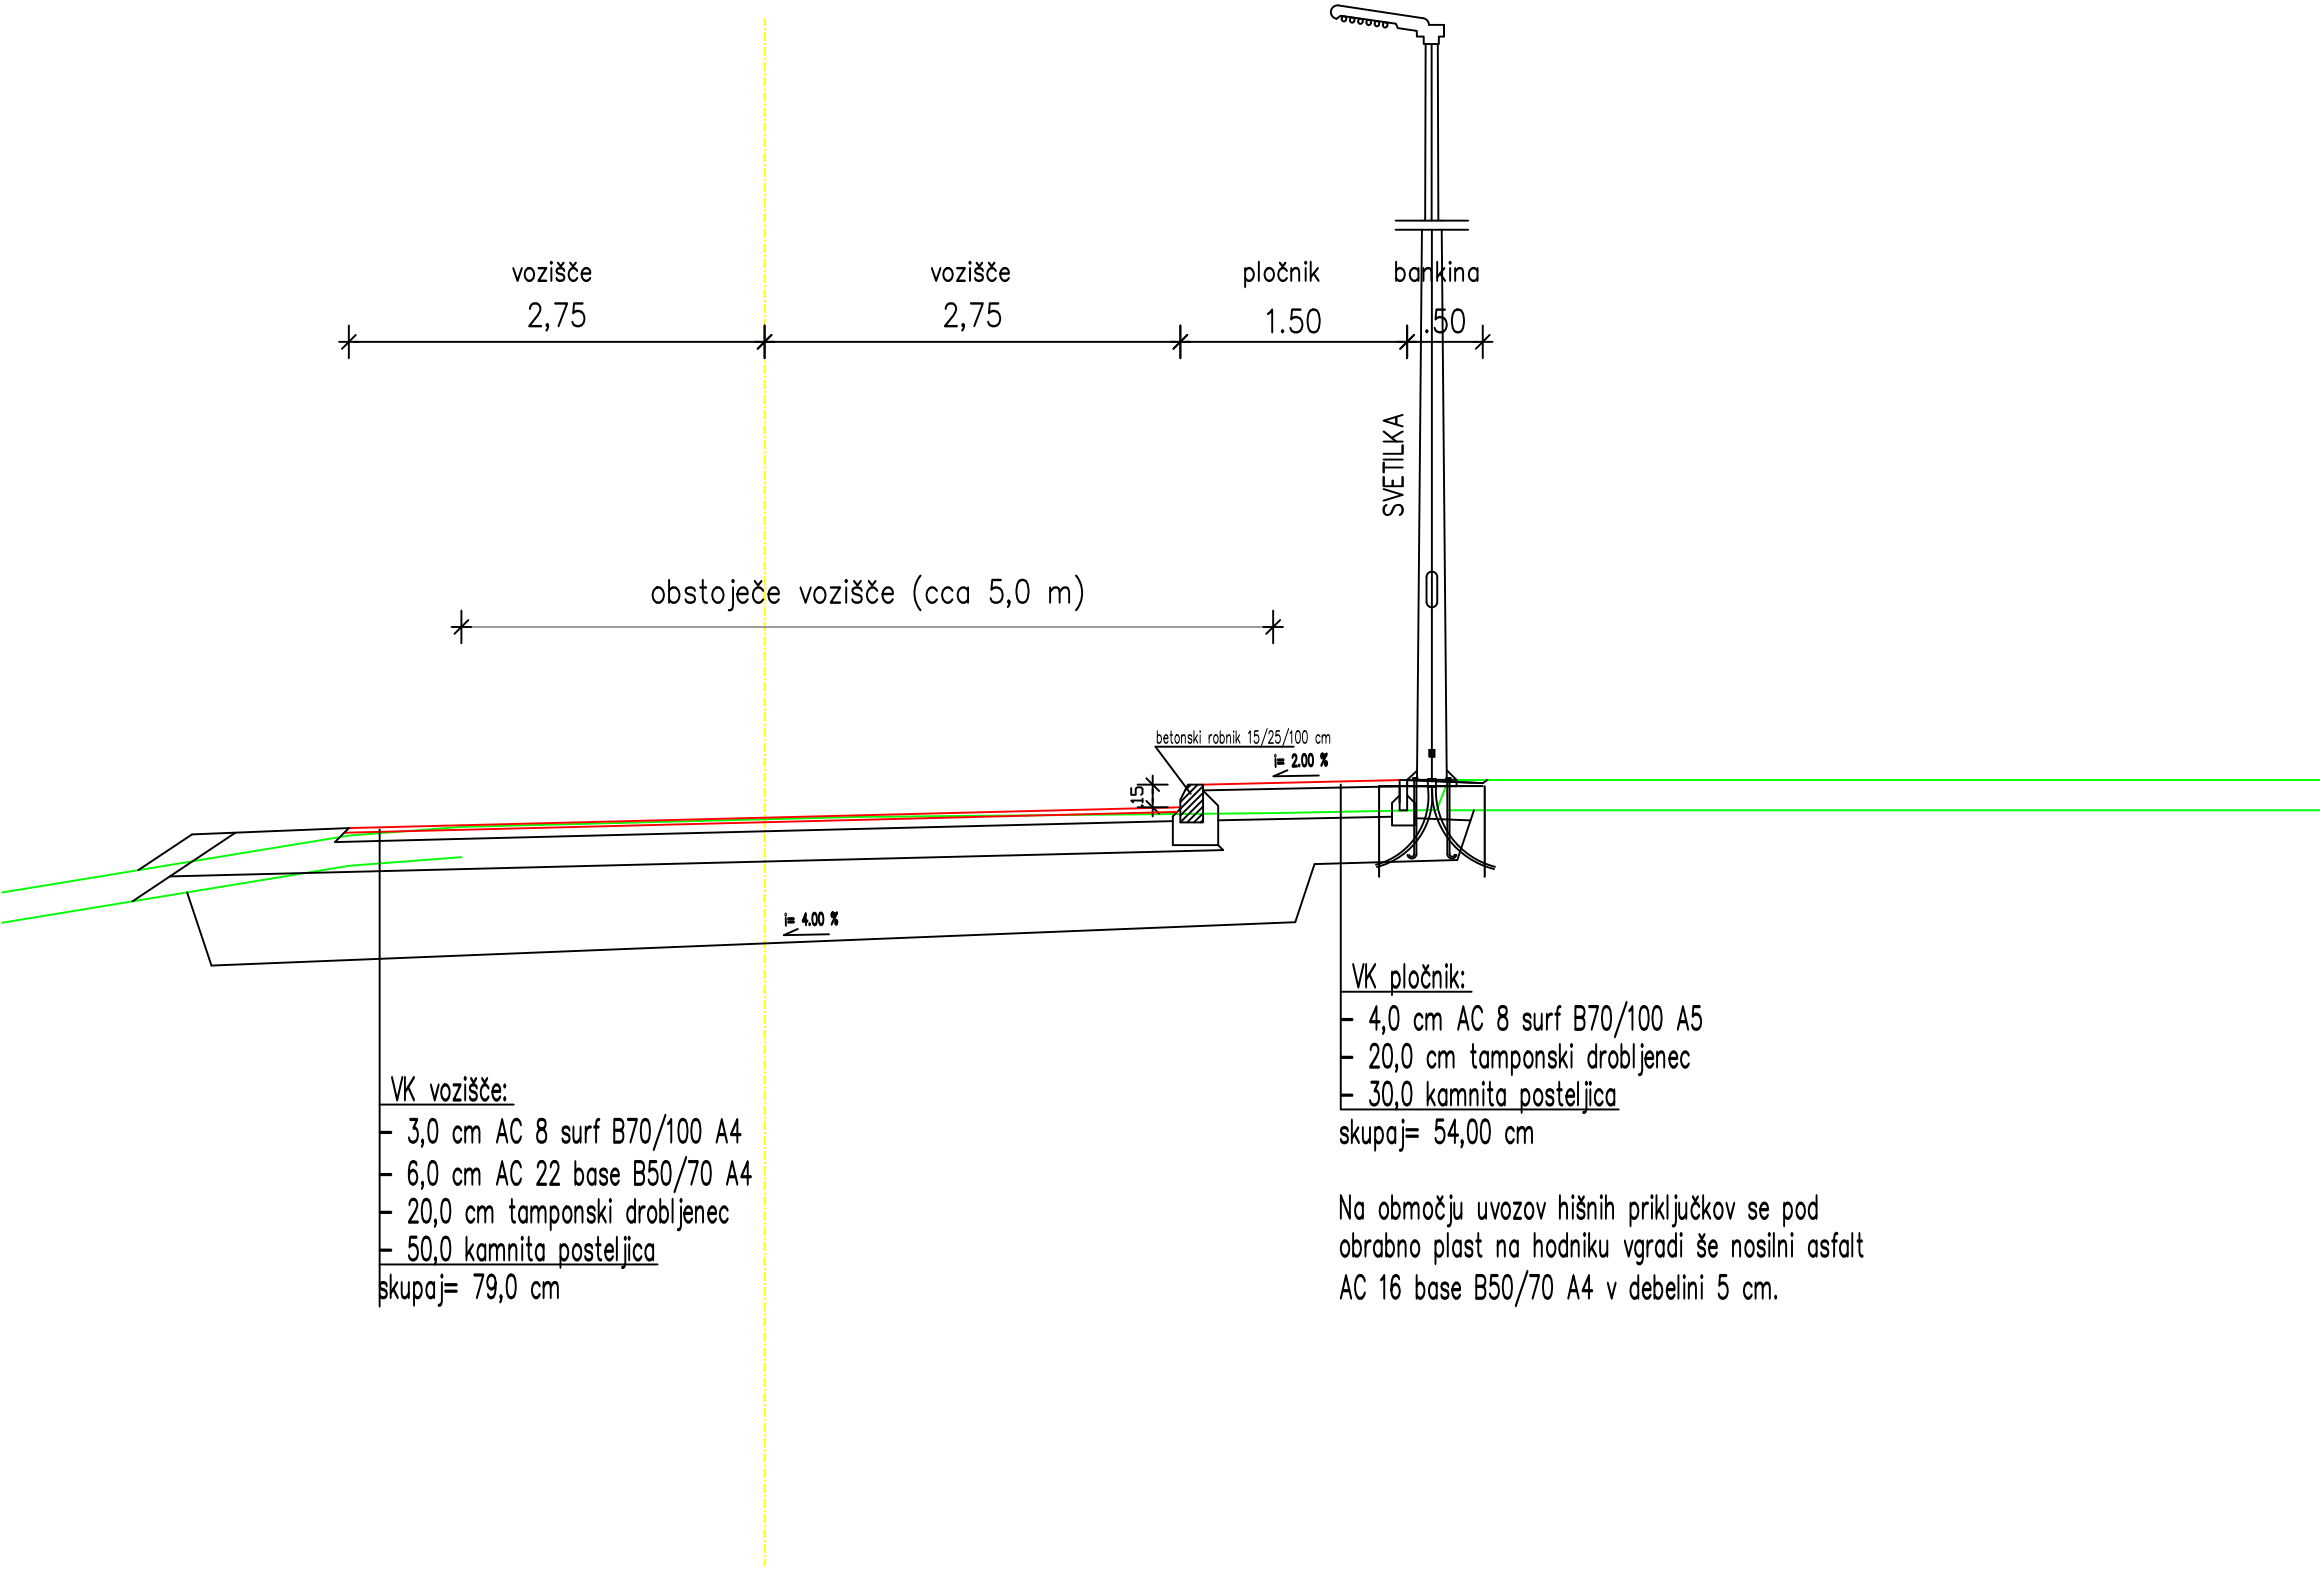 vozišče
2,75
vozišče
2,75
pločnik
1.50
bankina
.50
SVETILKA
obstoječe vozišče (cca 5,0 m)
betonski robnik 15/25/100 cm
i= 2.00 %
.15
i= 4.00 %
VK vozišče:
3,0 cm AC 8 surf B70/100 A4
6,0 cm AC 22 base B50/70 A4
20,0 cm tamponski drobljenec
50,0 kamnita posteljica
skupaj= 79,0 cm
VK pločnik:
4,0 cm AC 8 surf B70/100 A5
20,0 cm tamponski drobljenec
30,0 kamnita posteljica
skupaj= 54,00 cm
Na območju uvozov hišnih priključkov se pod
obrabno plast na hodniku vgradi še nosilni asfalt
AC 16 base B50/70 A4 v debelini 5 cm.